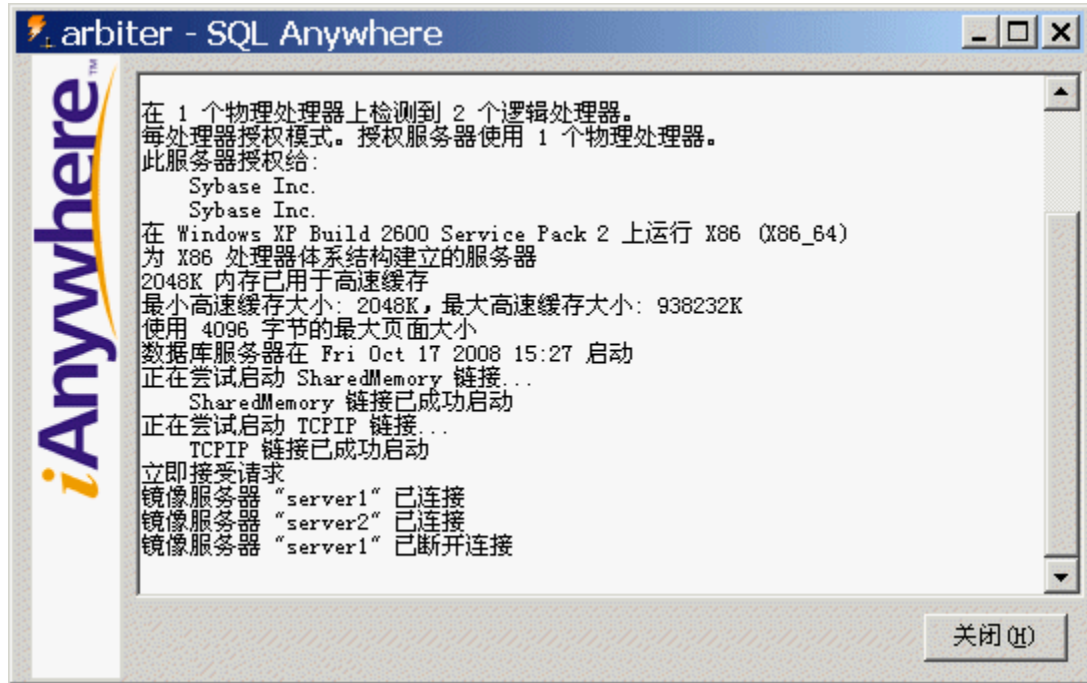 arbiter - SQL Anywhere
iAnywhere™
在 1 个物理处理器上检测到 2 个逻辑处理器。
每处理器授权模式。授权服务器使用 1 个物理处理器。
此服务器授权给:
Sybase Inc.
Sybase Inc.
在 Windows XP Build 2600 Service Pack 2 上运行 X86 (X86_64)
为 X86 处理器体系结构建立的服务器
2048K 内存已用于高速缓存
最小高速缓存大小: 2048K，最大高速缓存大小: 938232K
使用 4096 字节的最大页面大小
数据库服务器在 Fri Oct 17 2008 15:27 启动
正在尝试启动 SharedMemory 链接...
SharedMemory 链接已成功启动
正在尝试启动 TCPIP 链接...
TCPIP 链接已成功启动
立即接受请求
镜像服务器 "server1" 已连接
镜像服务器 "server2" 已连接
镜像服务器 "server1" 已断开连接
关闭(H)